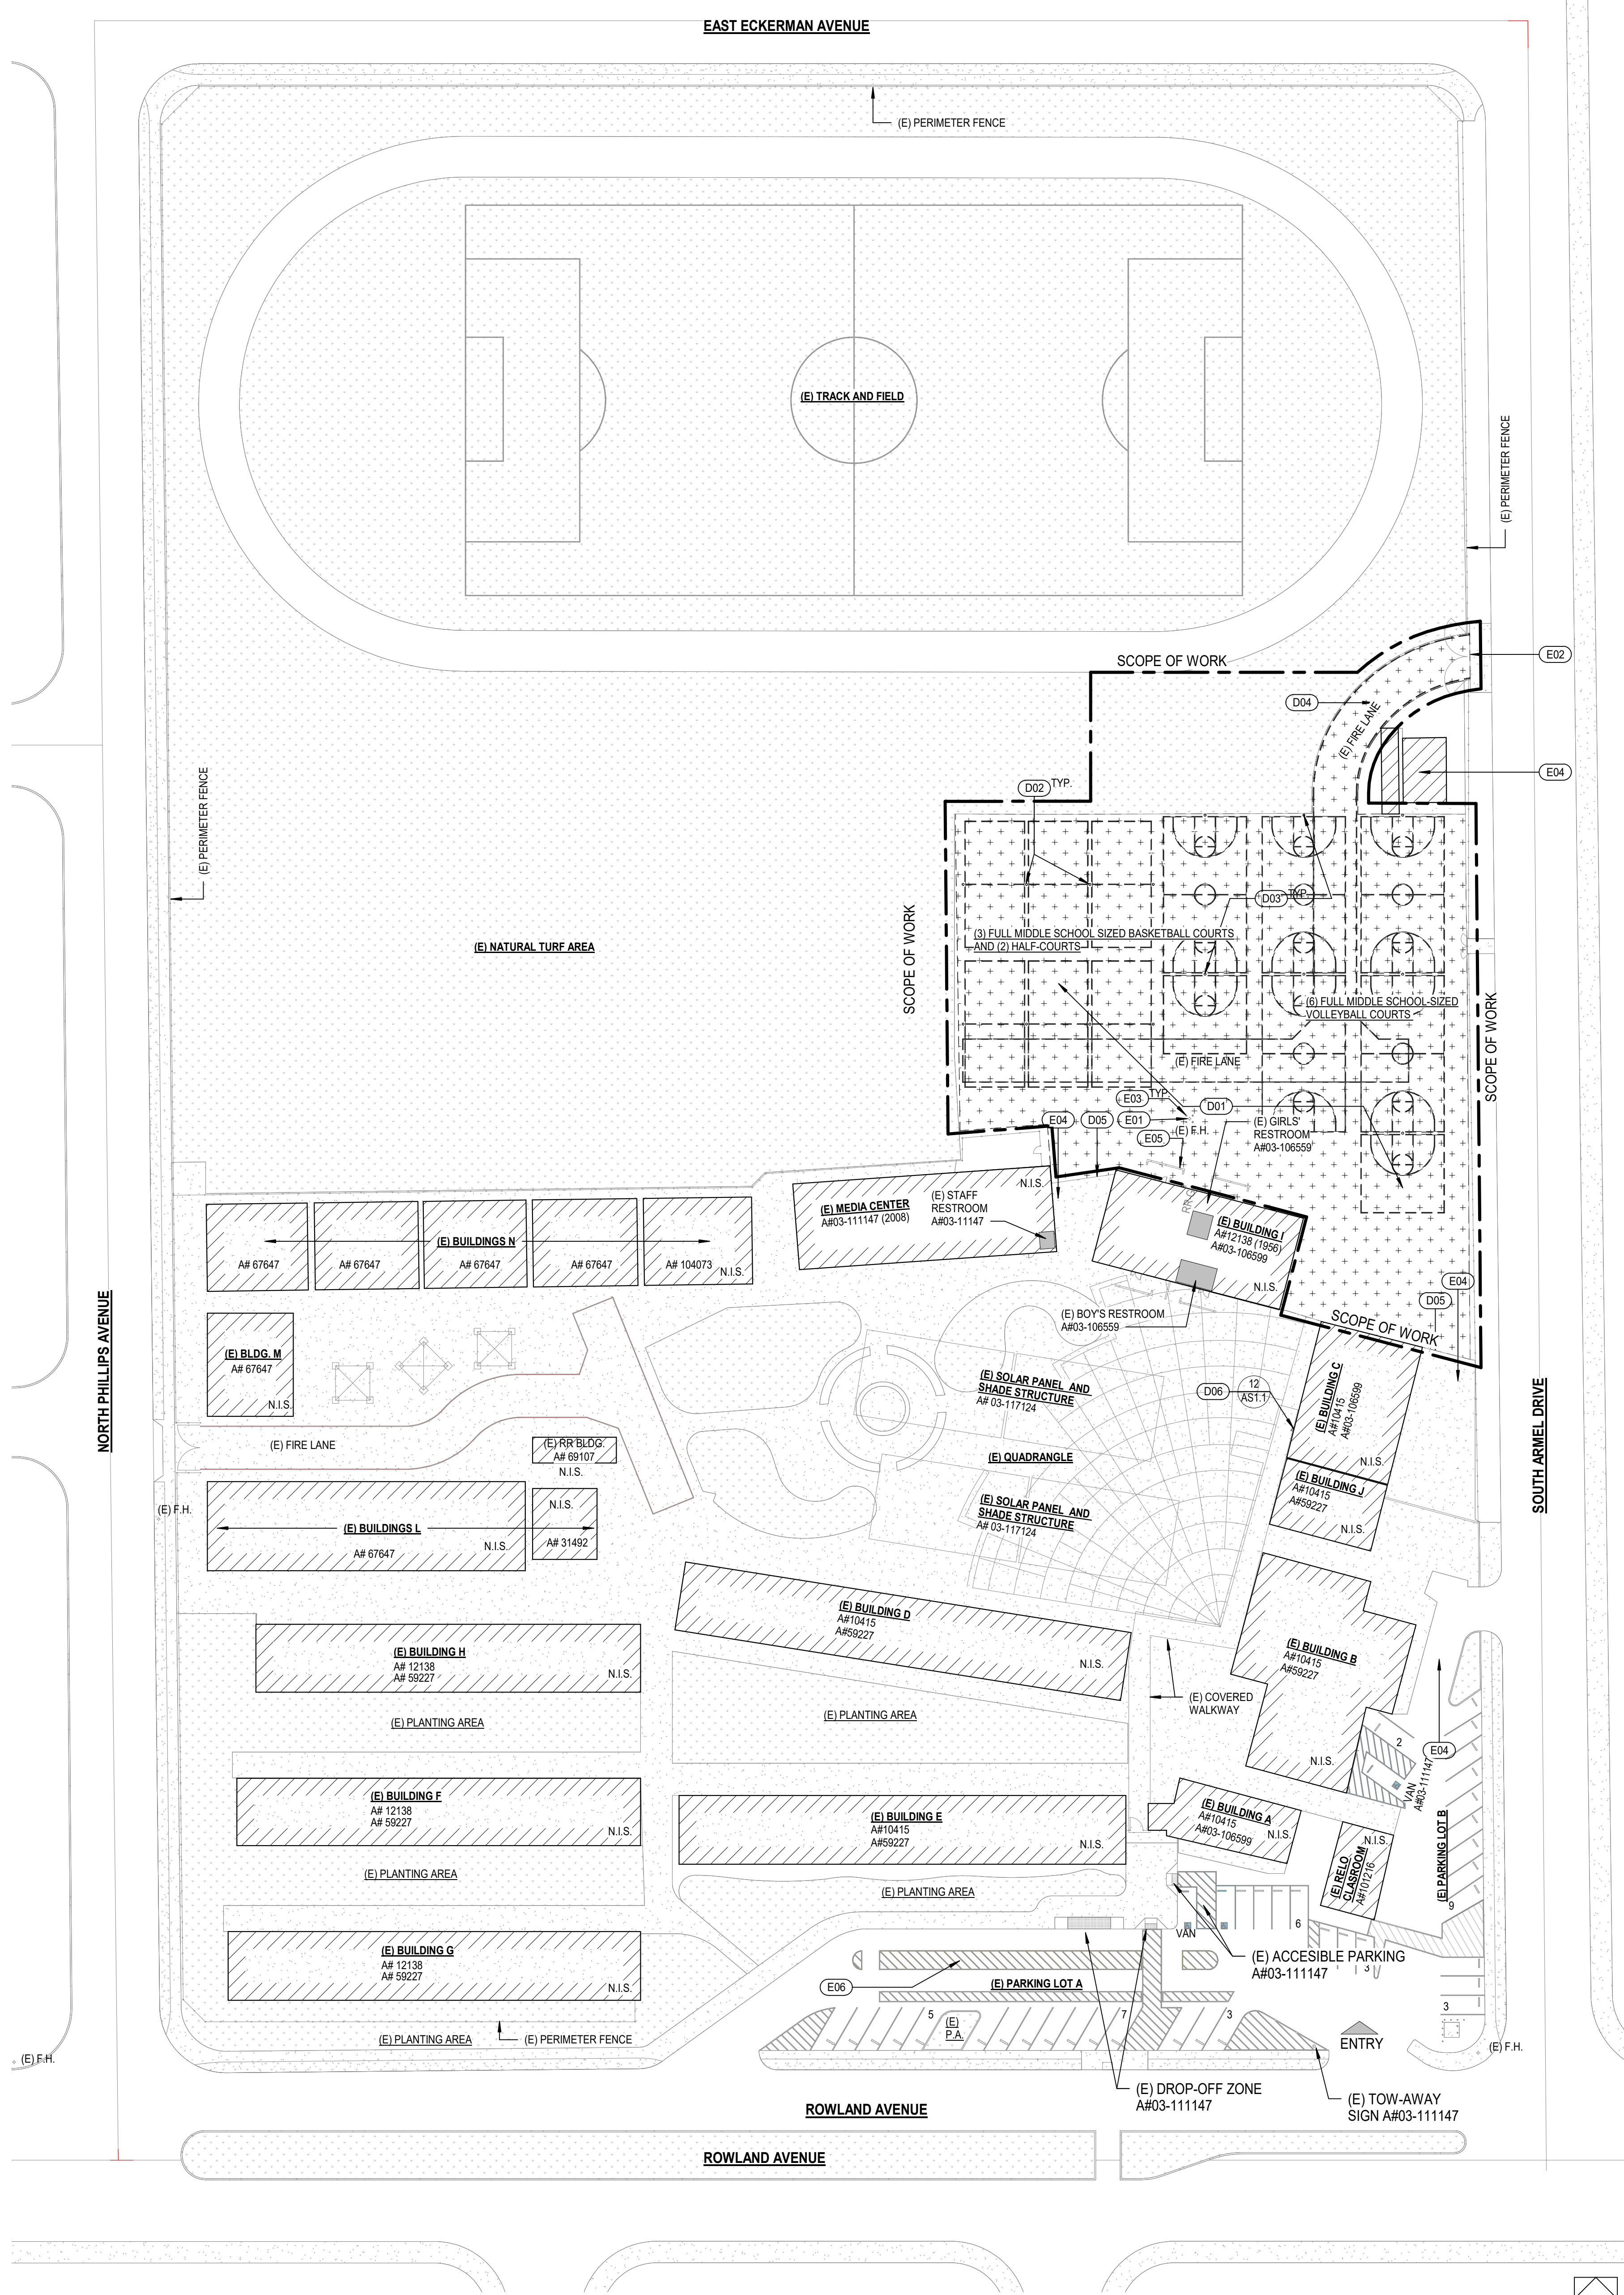 EAST ECKERMAN AVENUE
(E) PERIMETER FENCE
(E) TRACK AND FIELD
(E) PERIMETER FENCE
SCOPE OF WORK
E02
D04
(E) FIRE LANE
E04
(E) PERIMETER FENCE
D02 TYP.
D03 TYP.
SCOPE OF WORK
(3) FULL MIDDLE SCHOOL SIZED BASKETBALL COURTS
AND (2) HALF-COURTS
(E) NATURAL TURF AREA
(6) FULL MIDDLE SCHOOL-SIZED
VOLLEYBALL COURTS
SCOPE OF WORK
(E) FIRE LANE
E03 TYP.
D01
E04
D05
E01
(E) F.H.
E05
(E) GIRLS'
RESTROOM
A#03-106559
N.I.S.
(E) MEDIA CENTER
A#03-111147 (2008)
(E) STAFF
RESTROOM
A#03-11147
(E) BUILDING I
A#12138 (1956)
A#03-106599
N.I.S.
(E) BUILDINGS N
A# 67647
A# 67647
A# 67647
A# 67647
A# 104073
N.I.S.
E04
D05
(E) BOY'S RESTROOM
A#03-106559
SCOPE OF WORK
NORTH PHILLIPS AVENUE
(E) BLDG. M
A# 67647
N.I.S.
(E) SOLAR PANEL AND
SHADE STRUCTURE
A# 03-117124
D06
12
AS1.1
(E) BUILDING C
A#10415
A#03-106599
N.I.S.
SOUTH ARMEL DRIVE
(E) FIRE LANE
(E) RR BLDG.
A# 69107
N.I.S.
(E) QUADRANGLE
(E) BUILDING J
A#10415
A#59227
N.I.S.
(E) F.H.
(E) BUILDINGS L
A# 67647
N.I.S.
N.I.S.
A# 31492
(E) SOLAR PANEL AND
SHADE STRUCTURE
A# 03-117124
(E) BUILDING D
A#10415
A#59227
N.I.S.
(E) BUILDING H
A# 12138
A# 59227
N.I.S.
(E) BUILDING B
A#10415
A#59227
N.I.S.
(E) COVERED
WALKWAY
(E) PLANTING AREA
(E) PLANTING AREA
2
E04
VAN
A#03-111147
(E) BUILDING F
A# 12138
A# 59227
N.I.S.
(E) BUILDING E
A#10415
A#59227
N.I.S.
(E) BUILDING A
A#10415
A#03-106599
N.I.S.
(E) RELO
CLASROOM
A#101216
N.I.S.
(E) PARKING LOT B
9
(E) PLANTING AREA
(E) PLANTING AREA
VAN
6
(E) ACCESIBLE PARKING
A#03-111147
3
(E) BUILDING G
A# 12138
A# 59227
N.I.S.
E06
(E) PARKING LOT A
5
(E)
P.A.
7
3
3
ENTRY
(E) PLANTING AREA
(E) PERIMETER FENCE
(E) F.H.
(E) F.H.
(E) DROP-OFF ZONE
A#03-111147
(E) TOW-AWAY
SIGN A#03-111147
ROWLAND AVENUE
ROWLAND AVENUE